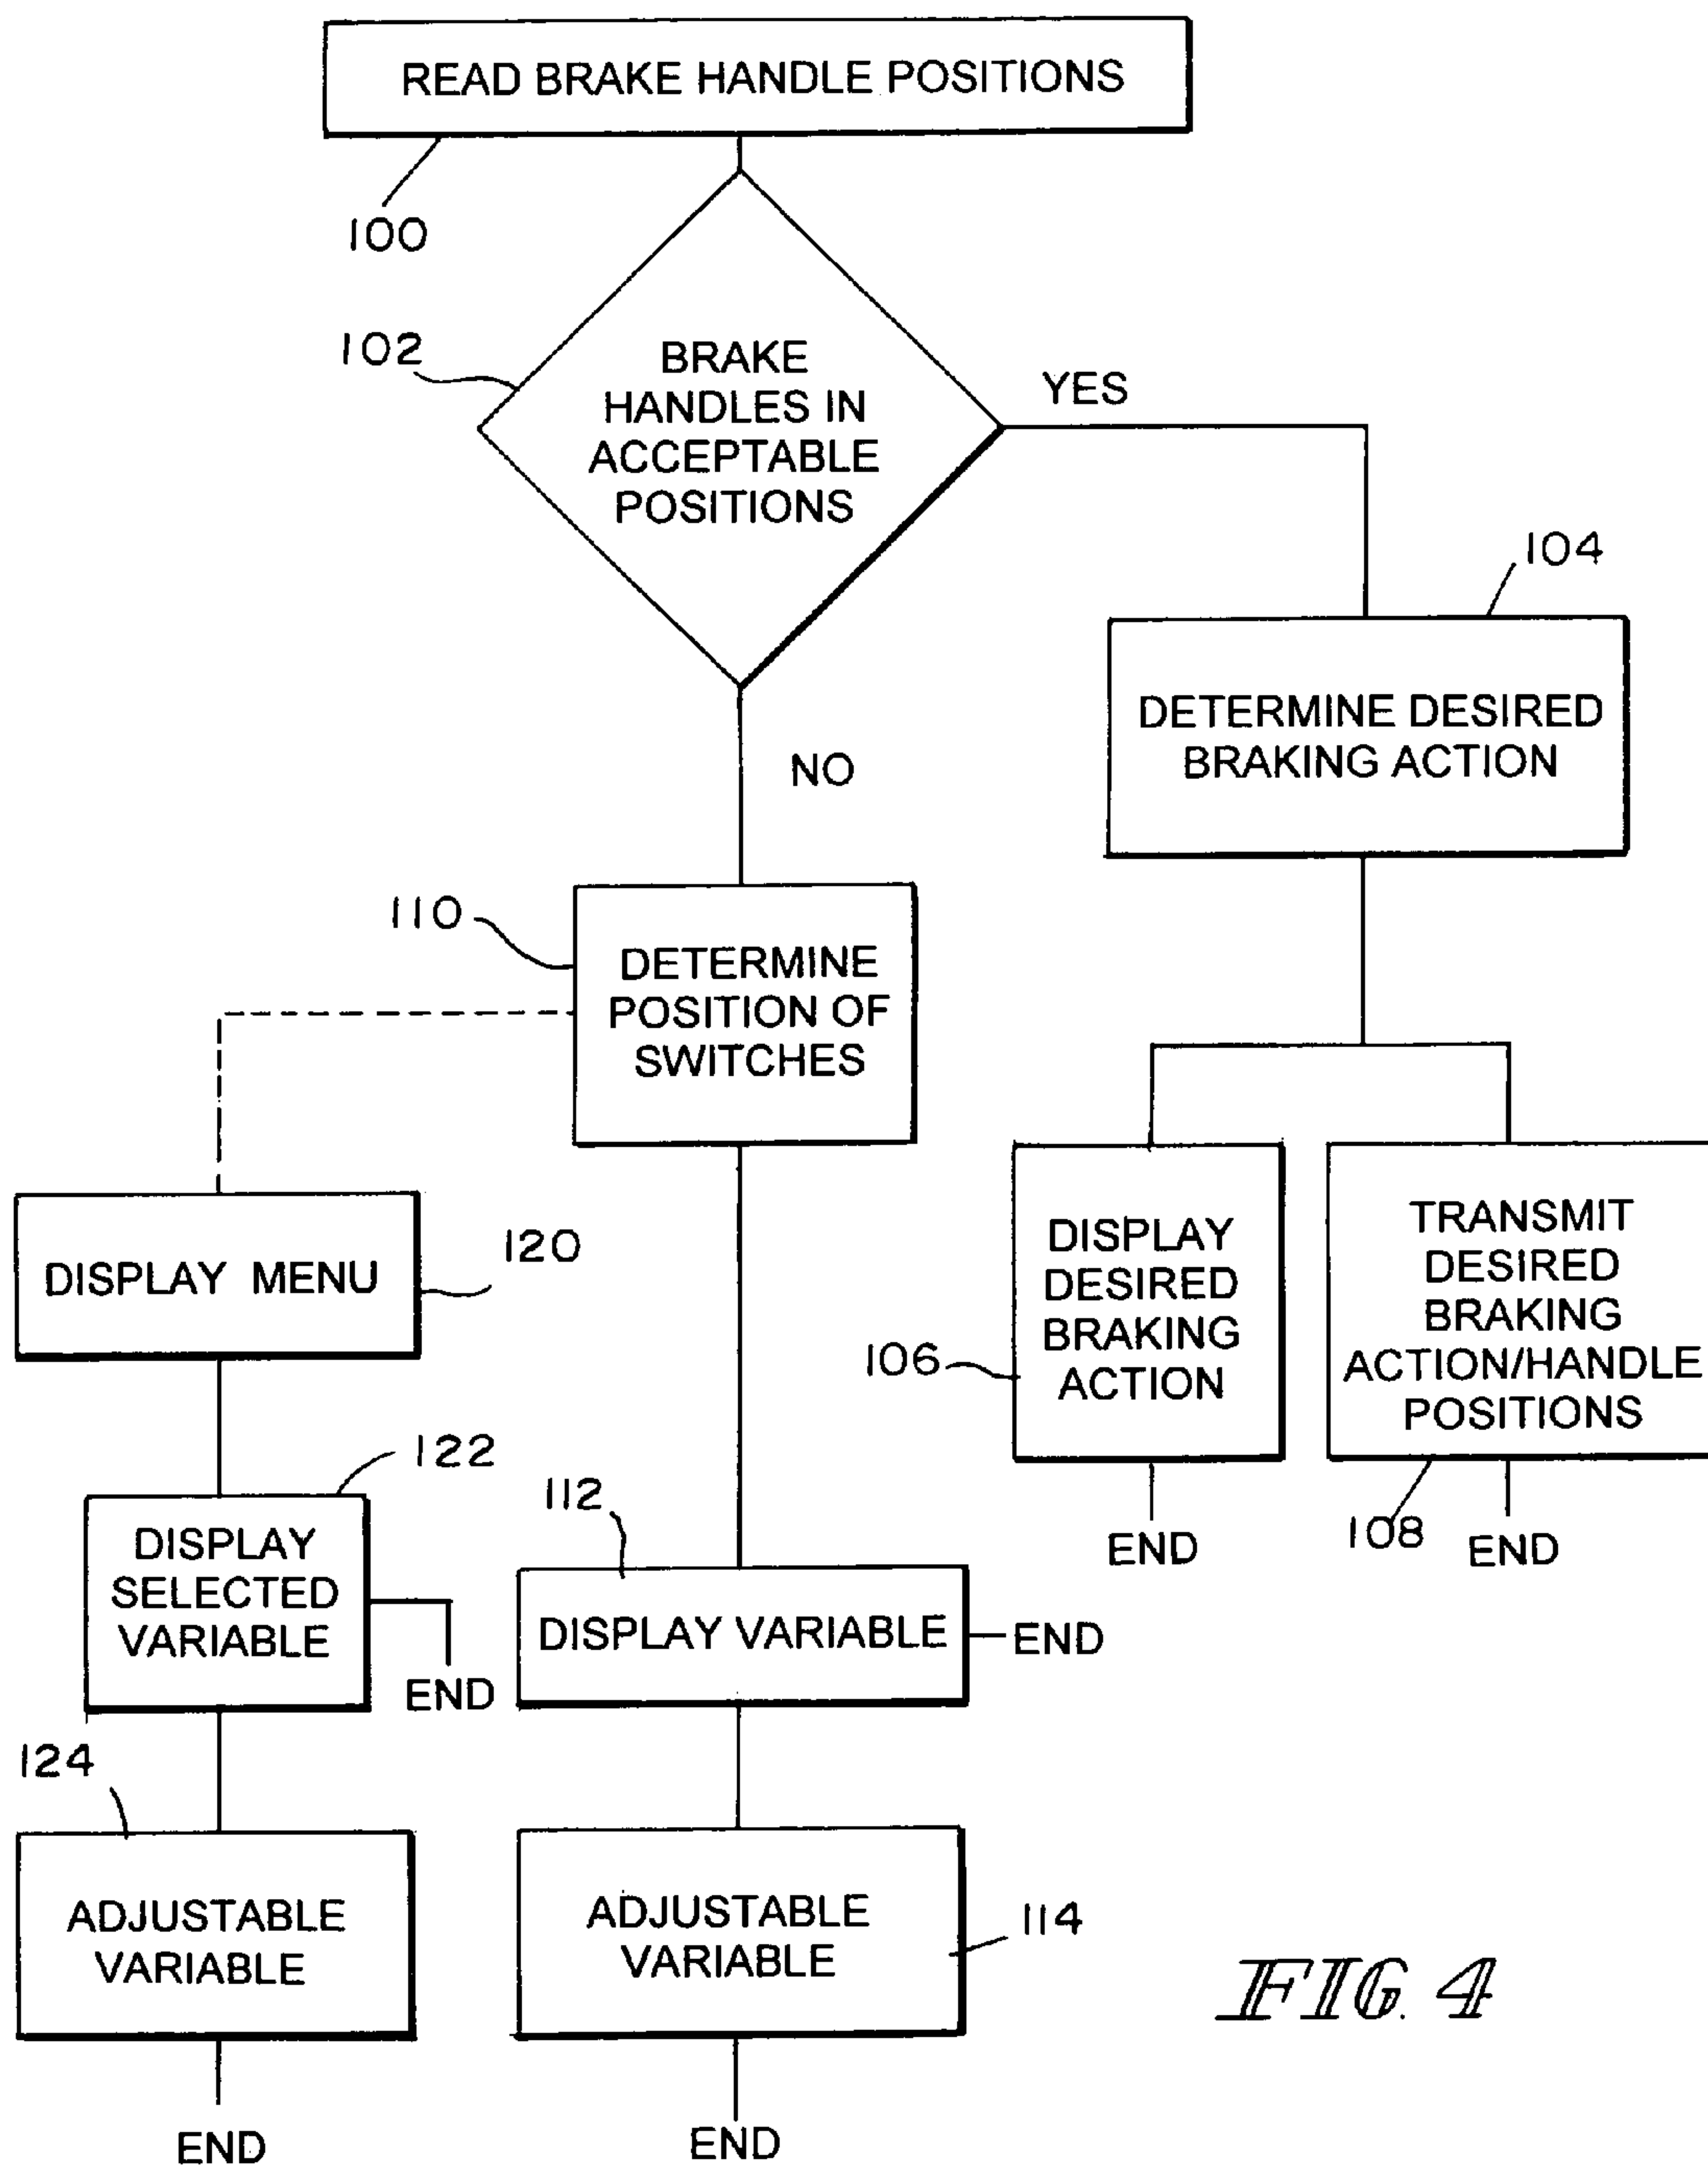 READ BRAKE HANDLE POSITIONS
100
102
BRAKE
HANDLES IN
ACCEPTABLE
POSITIONS
YES
104
DETERMINE DESIRED
BRAKING ACTION
NO
110
DETERMINE
POSITION OF
SWITCHES
DISPLAY MENU
120
DISPLAY
DESIRED
BRAKING
ACTION
106
END
TRANSMIT
DESIRED
BRAKING
ACTION/HANDLE
POSITIONS
108
END
122
DISPLAY
SELECTED
VARIABLE
END
112
DISPLAY VARIABLE
END
124
ADJUSTABLE
VARIABLE
END
ADJUSTABLE
VARIABLE
114
END
FIG. 4